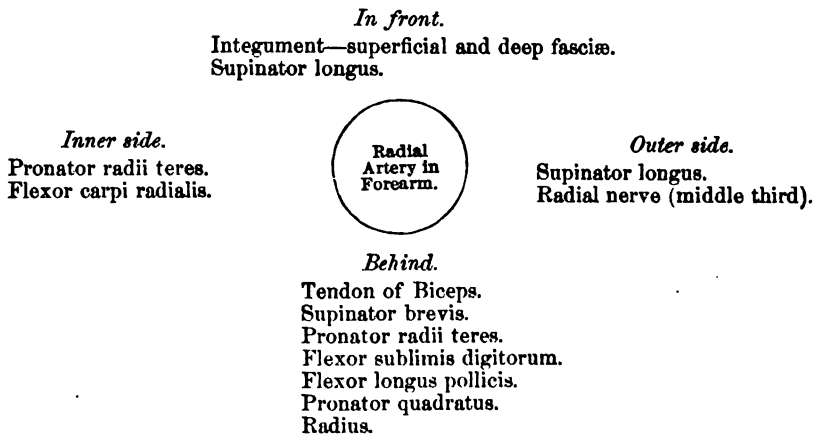 In front.
Integument—superficial and deep fasciæ.
Supinator longus.
Inner side.
Pronator radii teres.
Flexor carpi radialis.
Radial
Artery in
Forearm.
Outer side.
Supinator longus.
Radial nerve (middle third).
Behind.
Tendon of Biceps.
Supinator brevis.
Pronator radii teres.
Flexor sublimis digitorum.
Flexor longus pollicis.
Pronator quadratus.
Radius.